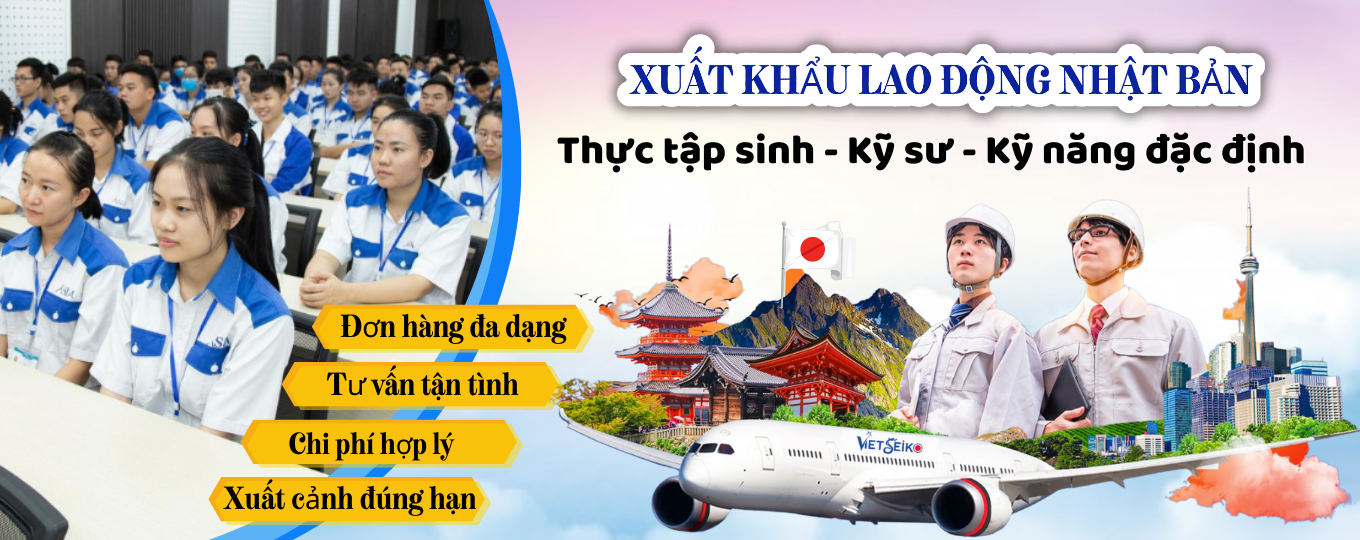 XUẤT KHẨU LAO ĐỘNG NHẬT BẢN
Thực tập sinh - Kỹ sư - Kỹ năng đặc định
Đơn hàng đa dạng
Tư vấn tận tình
Chi phí hợp lý
Xuất cảnh đúng hạn
VIETSEIKO
ASA